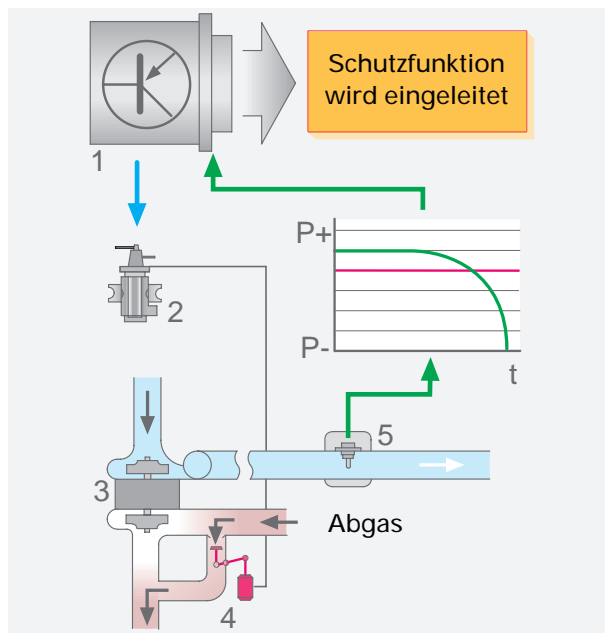 Schutzfunktion
wird eingeleitet
1
P+
2
P-
t
5
3
Abgas
4